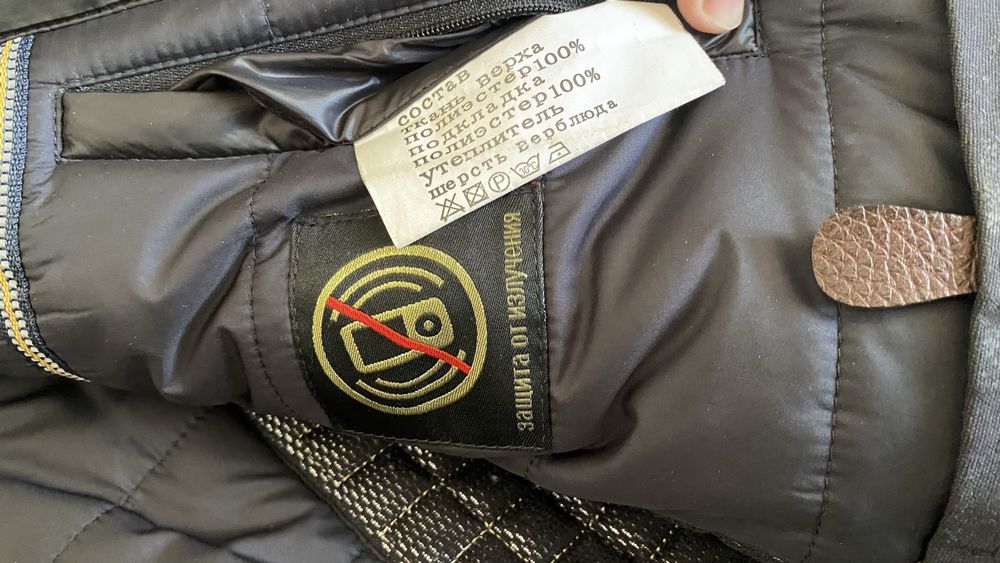 состав
ткань верха
полиэстер100%
подкладка
полиэстер100%
утеплитель
шерсть верблюда
защита от излучения